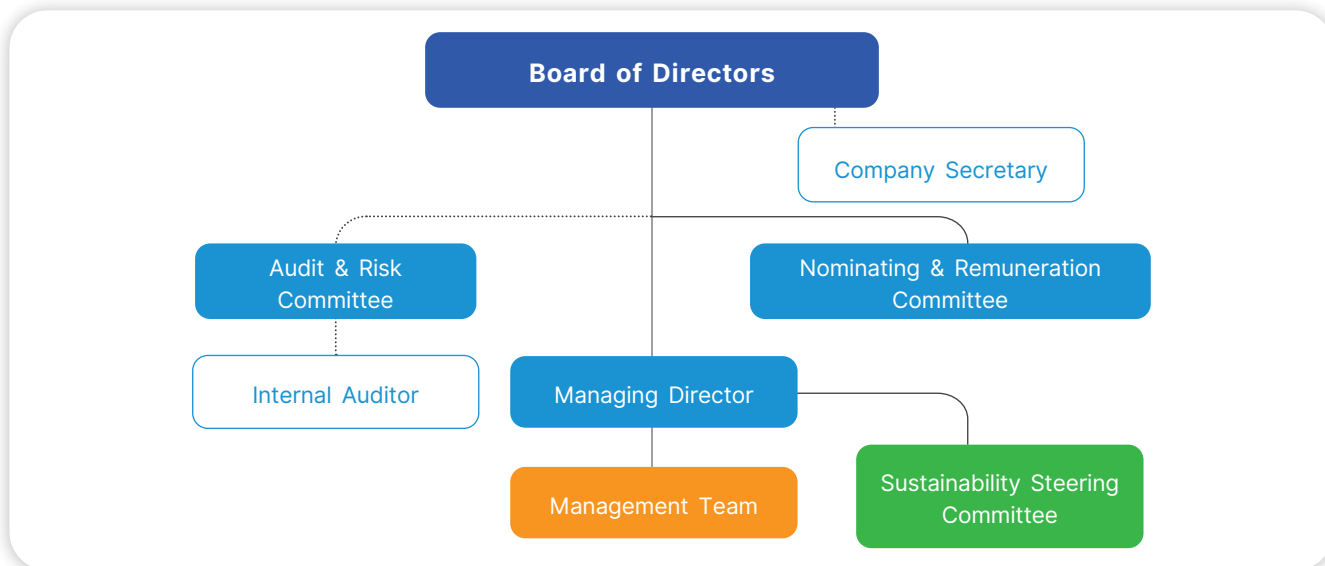 Board of Directors
Company Secretary
Audit & Risk
Committee
Nominating & Remuneration
Committee
Internal Auditor
Managing Director
Management Team
Sustainability Steering
Committee